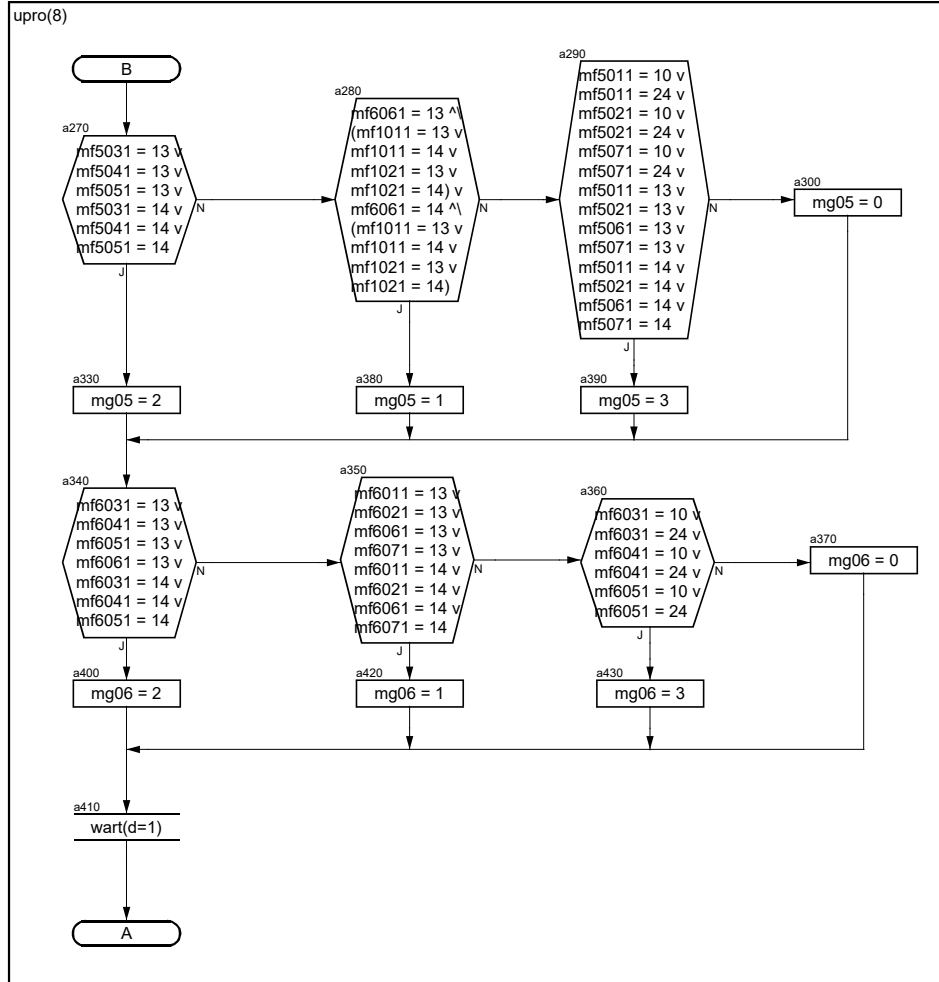 upro(8)
B
a270
mf5031 = 13 v
mf5041 = 13 v
mf5051 = 13 v
mf5031 = 14 v
mf5041 = 14 v
mf5051 = 14
N
J
a280
mf6061 = 13 ^\
(mf1011 = 13 v
mf1011 = 14 v
mf1021 = 13 v
mf1021 = 14) v
mf6061 = 14 ^\
(mf1011 = 13 v
mf1011 = 14 v
mf1021 = 13 v
mf1021 = 14)
N
J
a290
mf5011 = 10 v
mf5011 = 24 v
mf5021 = 10 v
mf5021 = 24 v
mf5071 = 10 v
mf5071 = 24 v
mf5011 = 13 v
mf5021 = 13 v
mf5061 = 13 v
mf5071 = 13 v
mf5011 = 14 v
mf5021 = 14 v
mf5061 = 14 v
mf5071 = 14
N
J
a300
mg05 = 0
a330
mg05 = 2
a380
mg05 = 1
a390
mg05 = 3
a340
mf6031 = 13 v
mf6041 = 13 v
mf6051 = 13 v
mf6061 = 13 v
mf6031 = 14 v
mf6041 = 14 v
mf6051 = 14
N
J
a350
mf6011 = 13 v
mf6021 = 13 v
mf6061 = 13 v
mf6071 = 13 v
mf6011 = 14 v
mf6021 = 14 v
mf6061 = 14 v
mf6071 = 14
N
J
a360
mf6031 = 10 v
mf6031 = 24 v
mf6041 = 10 v
mf6041 = 24 v
mf6051 = 10 v
mf6051 = 24
N
J
a370
mg06 = 0
a400
mg06 = 2
a420
mg06 = 1
a430
mg06 = 3
a410
wart(d=1)
A